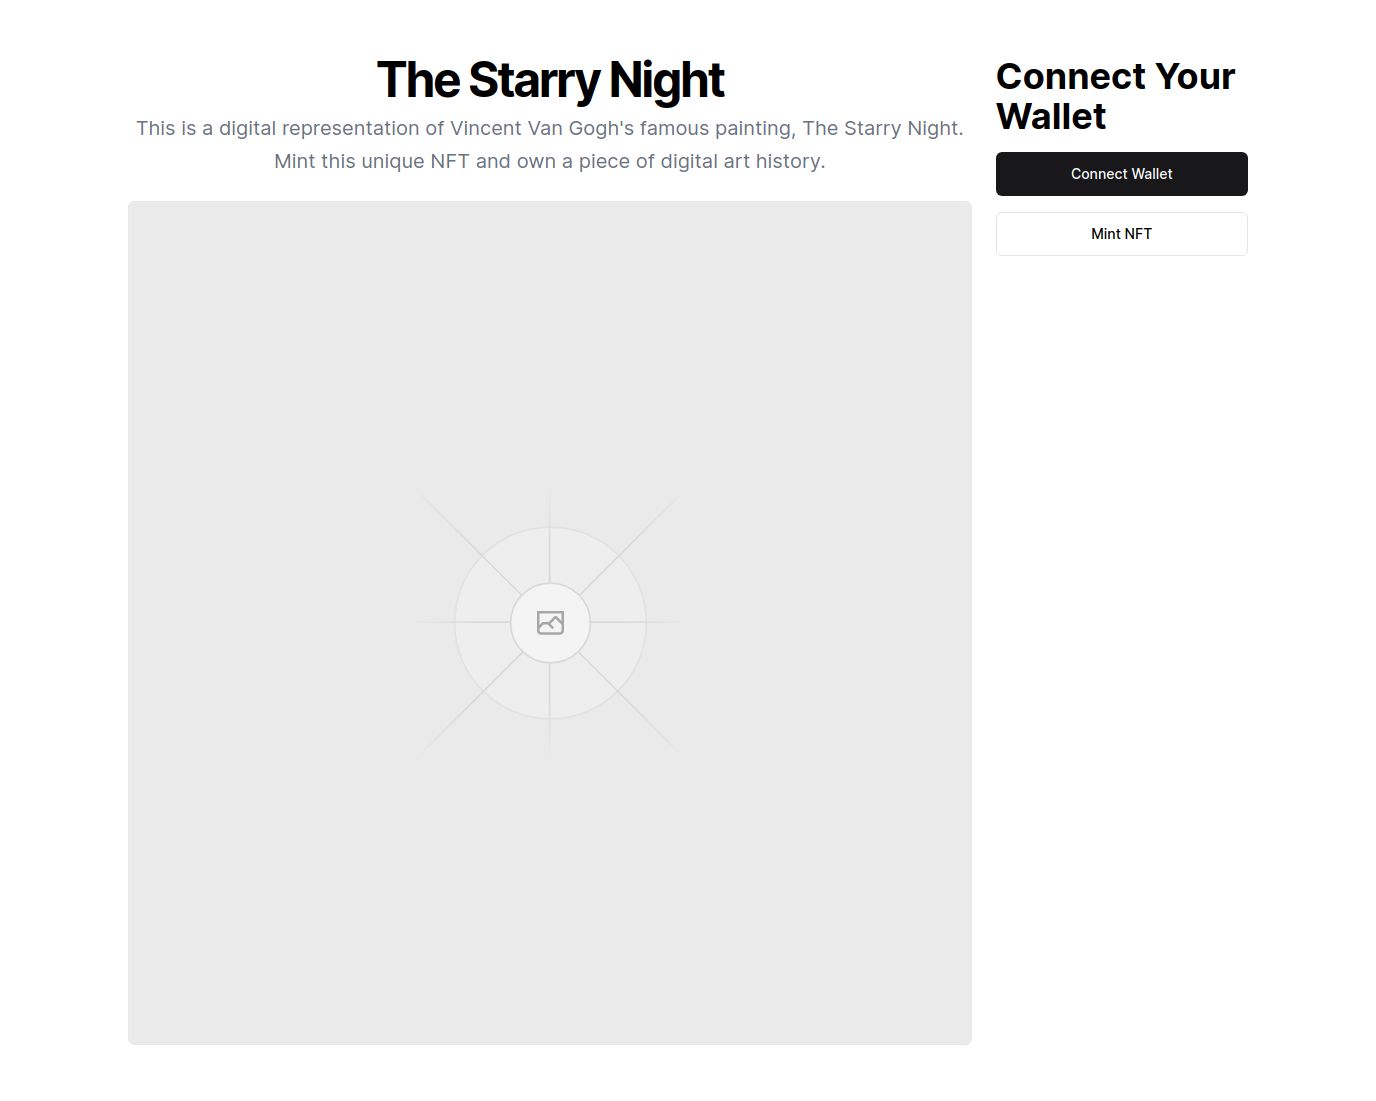 The Starry Night
This is a digital representation of Vincent Van Gogh's famous painting, The Starry Night.
Mint this unique NFT and own a piece of digital art history.
Connect Your
Wallet
Connect Wallet
Mint NFT